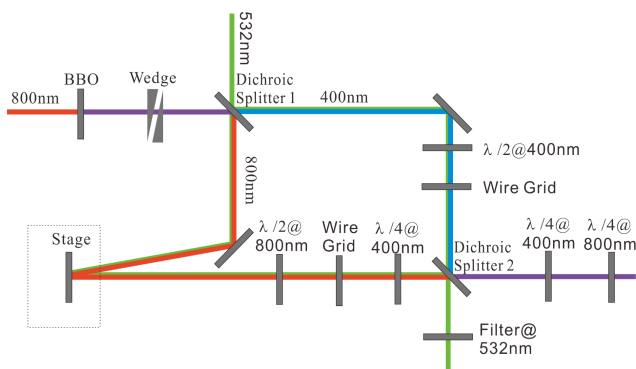 532nm
BBO
Wedge
Dichroic
Splitter 1
400nm
800nm
800nm
λ /2@400nm
Wire Grid
Stage
λ /2@
800nm
Wire
Grid
λ /4@
400nm
Dichroic
Splitter 2
λ /4@
400nm
λ /4@
800nm
Filter@
532nm